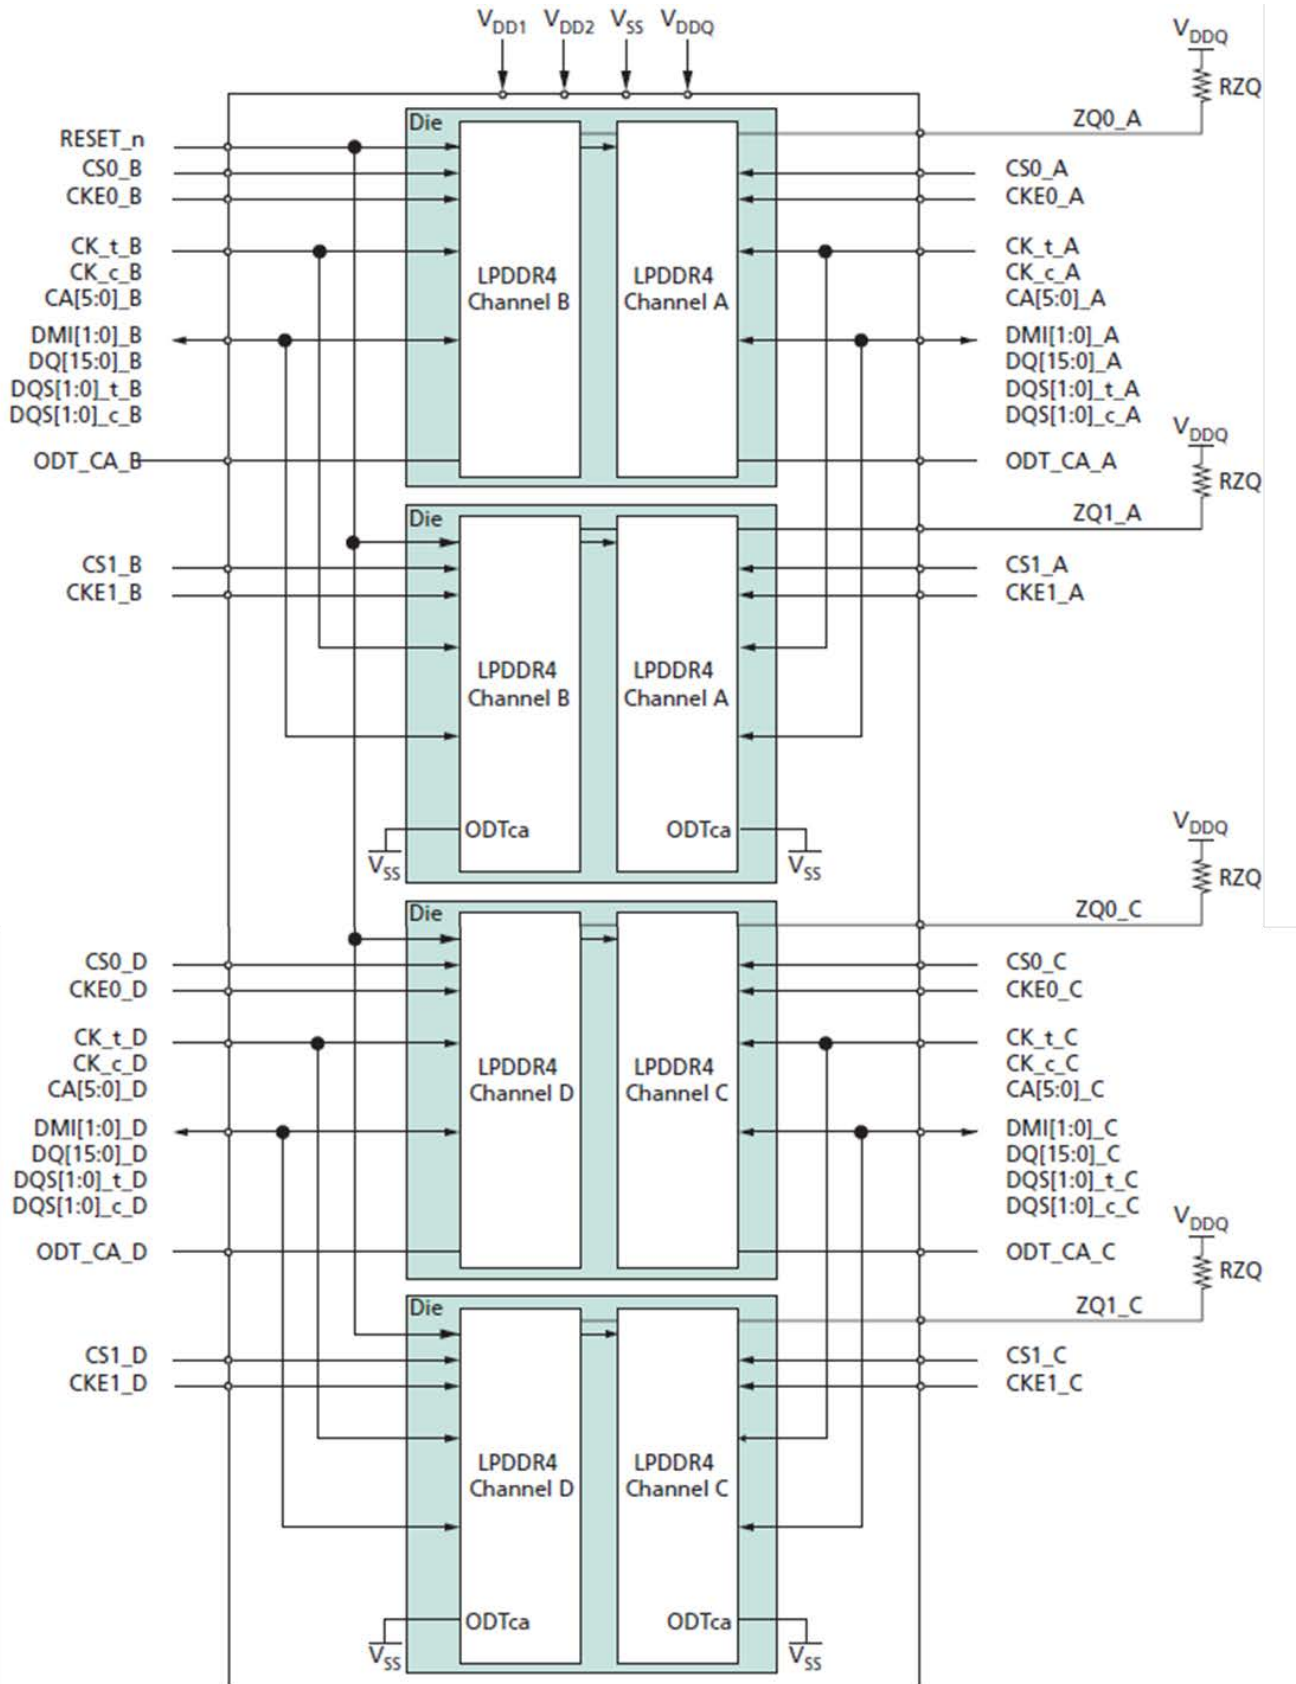 VDD1 VDD2 VSS VDDQ
VDDQ
RZQ
ZQ0_A
Die
RESET_n
CS0_B
CKE0_B
CK_t_B
CK_c_B
CA[5:0]_B
DMI[1:0]_B
DQ[15:0]_B
DQS[1:0]_t_B
DQS[1:0]_c_B
ODT_CA_B
LPDDR4
Channel B
LPDDR4
Channel A
CS0_A
CKE0_A
CK_t_A
CK_c_A
CA[5:0]_A
DMI[1:0]_A
DQ[15:0]_A
DQS[1:0]_t_A
DQS[1:0]_c_A
ODT_CA_A
VDDQ
RZQ
ZQ1_A
Die
CS1_B
CKE1_B
LPDDR4
Channel B
LPDDR4
Channel A
CS1_A
CKE1_A
ODTca
ODTca
VSS
VSS
VDDQ
RZQ
ZQ0_C
Die
CS0_D
CKE0_D
CK_t_D
CK_c_D
CA[5:0]_D
DMI[1:0]_D
DQ[15:0]_D
DQS[1:0]_t_D
DQS[1:0]_c_D
ODT_CA_D
LPDDR4
Channel D
LPDDR4
Channel C
CS0_C
CKE0_C
CK_t_C
CK_c_C
CA[5:0]_C
DMI[1:0]_C
DQ[15:0]_C
DQS[1:0]_t_C
DQS[1:0]_c_C
ODT_CA_C
VDDQ
RZQ
ZQ1_C
Die
CS1_D
CKE1_D
LPDDR4
Channel D
LPDDR4
Channel C
CS1_C
CKE1_C
ODTca
ODTca
VSS
VSS